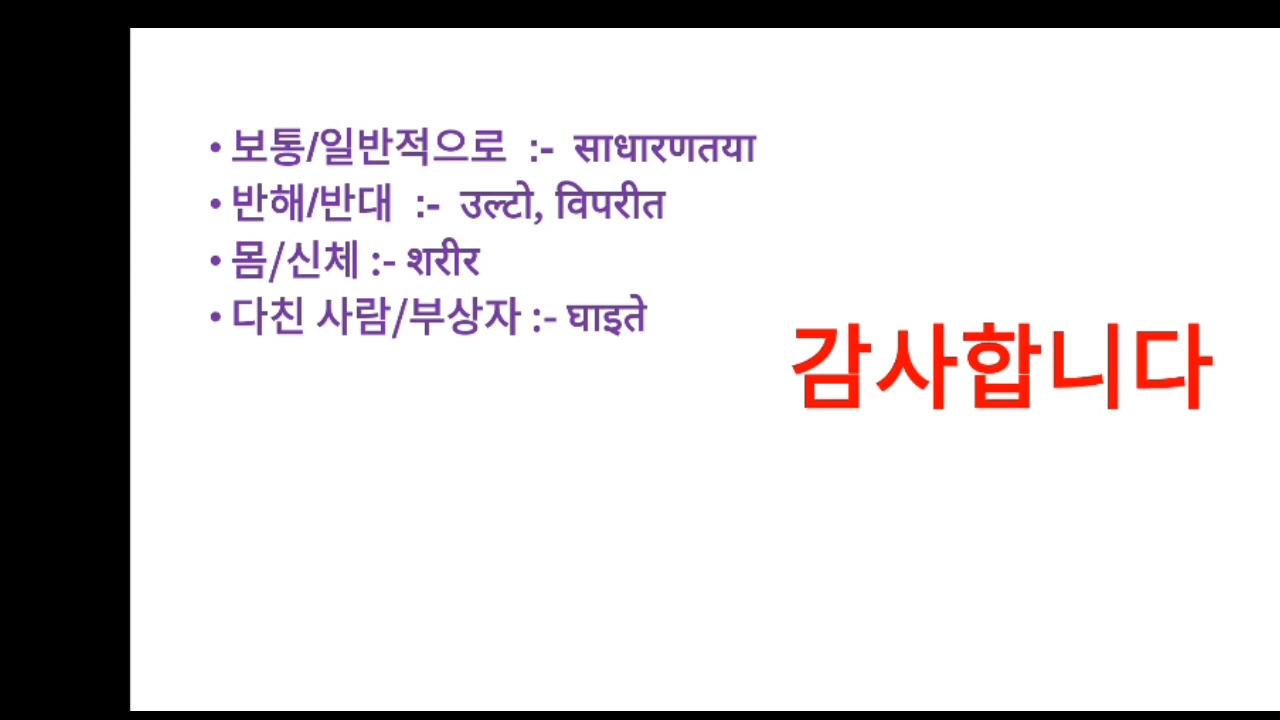 • 보통/일반적으로 :- साधारणतया
• 반해/반대 :- उल्टो, विपरीत
• 몸/신체 :- शरीर
• 다친 사람/부상자 :- घाइते
감사합니다